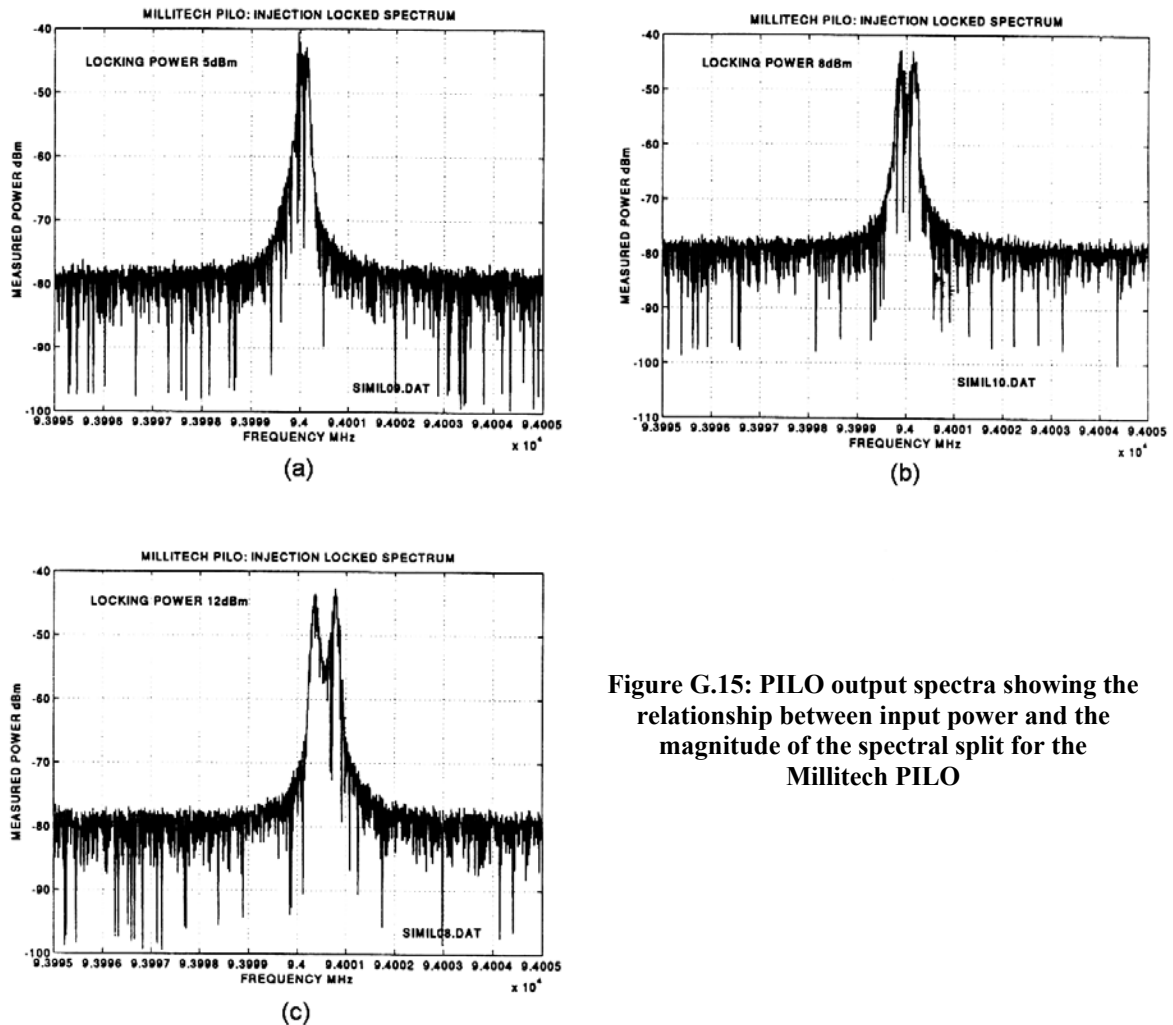 MILLITECH PILO: INJECTION LOCKED SPECTRUM
-40
-50
-60
-70
-80
-90
-100
MEASURED POWER dBm
LOCKING POWER 5dBm
SIMIL09.DAT
9.3995 9.3996 9.3997 9.3998 9.3999 9.4 9.4001 9.4002 9.4003 9.4004 9.4005
FREQUENCY MHz
x 10⁴
(a)
MILLITECH PILO: INJECTION LOCKED SPECTRUM
-40
-50
-60
-70
-80
-90
-100
-110
MEASURED POWER dBm
LOCKING POWER 8dBm
SIMIL10.DAT
9.3995 9.3996 9.3997 9.3998 9.3999 9.4 9.4001 9.4002 9.4003 9.4004 9.4005
FREQUENCY MHz
x 10⁴
(b)
MILLITECH PILO: INJECTION LOCKED SPECTRUM
-40
-50
-60
-70
-80
-90
-100
MEASURED POWER dBm
LOCKING POWER 12dBm
SIMIL08.DAT
9.3995 9.3996 9.3997 9.3998 9.3999 9.4 9.4001 9.4002 9.4003 9.4004 9.4005
FREQUENCY MHz
x 10⁴
(c)
Figure G.15: PILO output spectra showing the
relationship between input power and the
magnitude of the spectral split for the
Millitech PILO